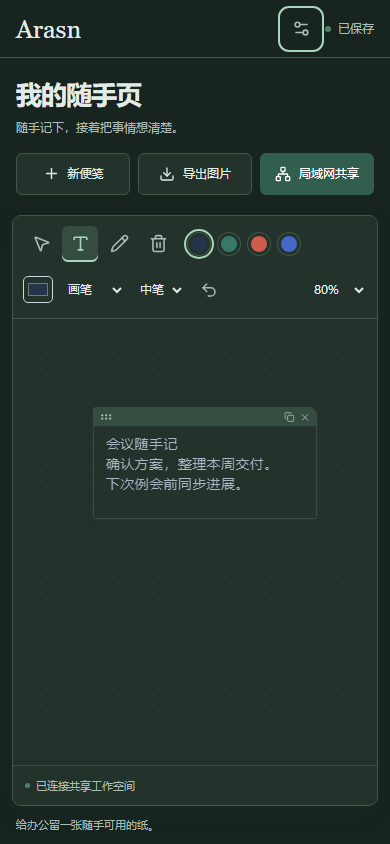 Arasn
已保存
我的随手页
随手记下，接着把事情想清楚。
新便笺
导出图片
局域网共享
画笔
中笔
80%
会议随手记
确认方案，整理本周交付。
下次例会前同步进展。
已连接共享工作空间
给办公留一张随手可用的纸。